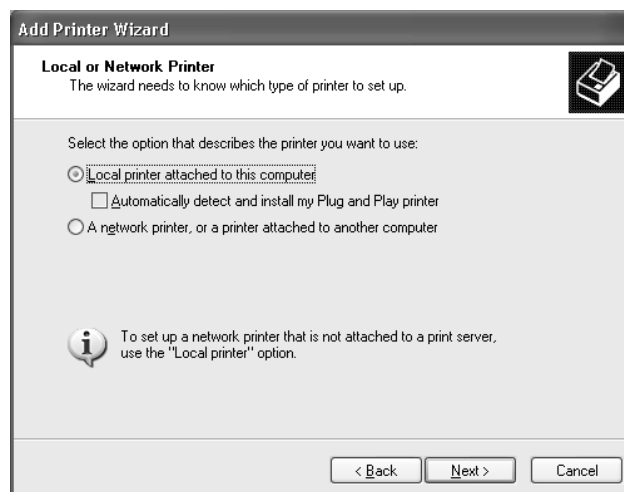 Add Printer Wizard
Local or Network Printer
The wizard needs to know which type of printer to set up.
Select the option that describes the printer you want to use:
Local printer attached to this computer
Automatically detect and install my Plug and Play printer
A network printer, or a printer attached to another computer
To set up a network printer that is not attached to a print server,
use the "Local printer" option.
< Back
Next >
Cancel